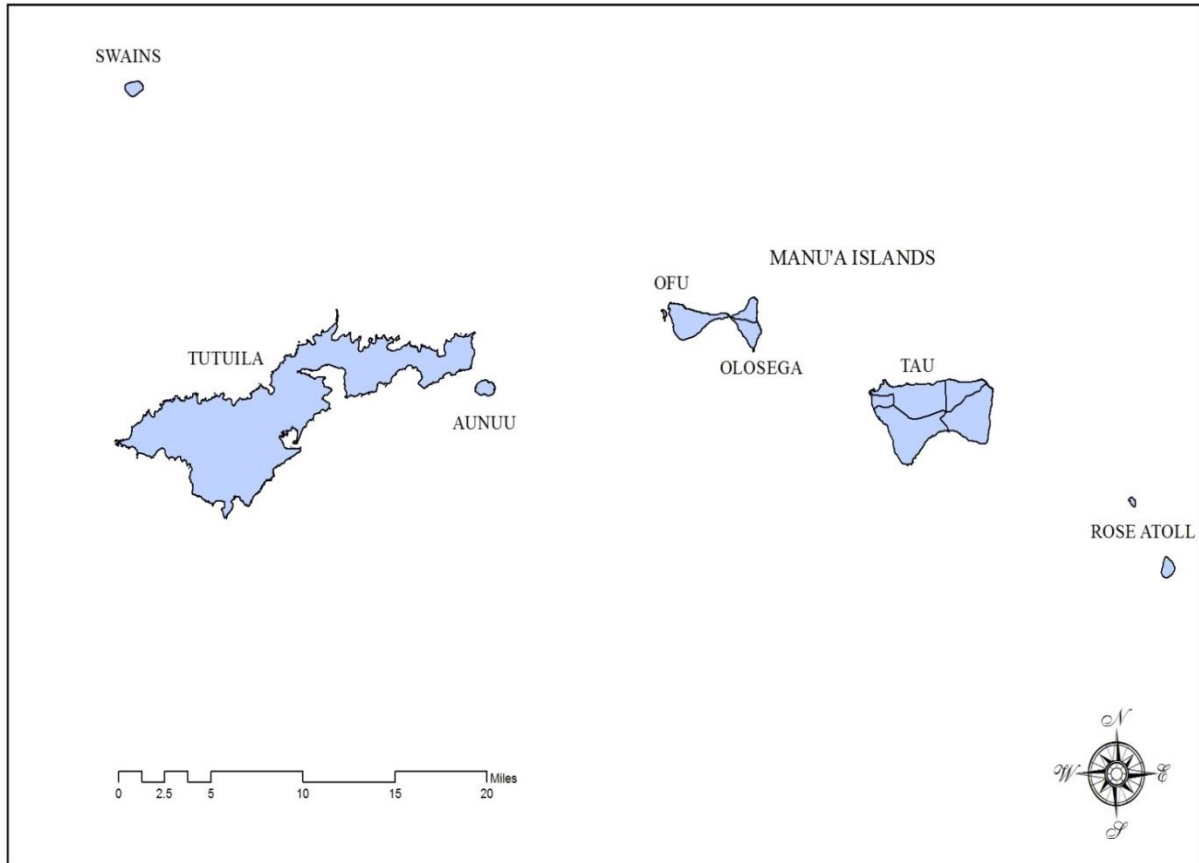 SWAINS
MANU'A ISLANDS
OFU
TUTUILA
OLOSEGA
TAU
AUNUU
ROSE ATOLL
N
W E
S
Miles
0 2.5 5 10 15 20